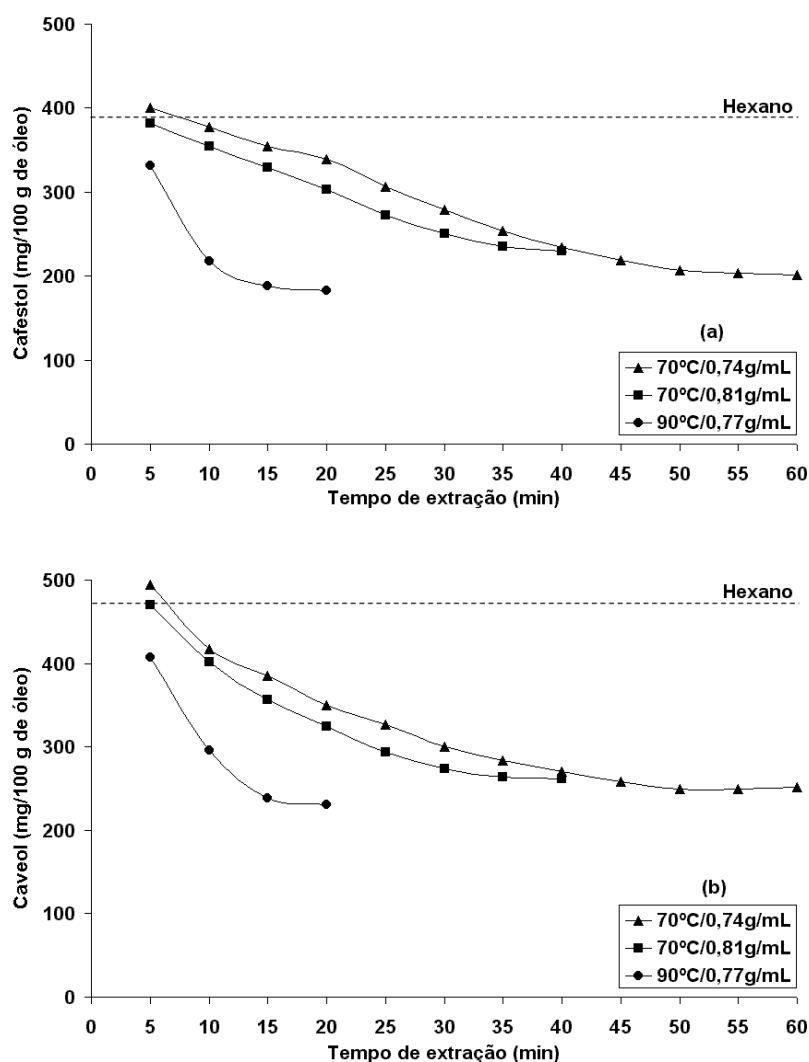 500
400
300
200
100
0
Cafestol (mg/100 g de óleo)
Hexano
(a)
70ºC/0,74g/mL
70ºC/0,81g/mL
90ºC/0,77g/mL
0 5 10 15 20 25 30 35 40 45 50 55 60
Tempo de extração (min)
500
400
300
200
100
0
Caveol (mg/100 g de óleo)
Hexano
(b)
70ºC/0,74g/mL
70ºC/0,81g/mL
90ºC/0,77g/mL
0 5 10 15 20 25 30 35 40 45 50 55 60
Tempo de extração (min)